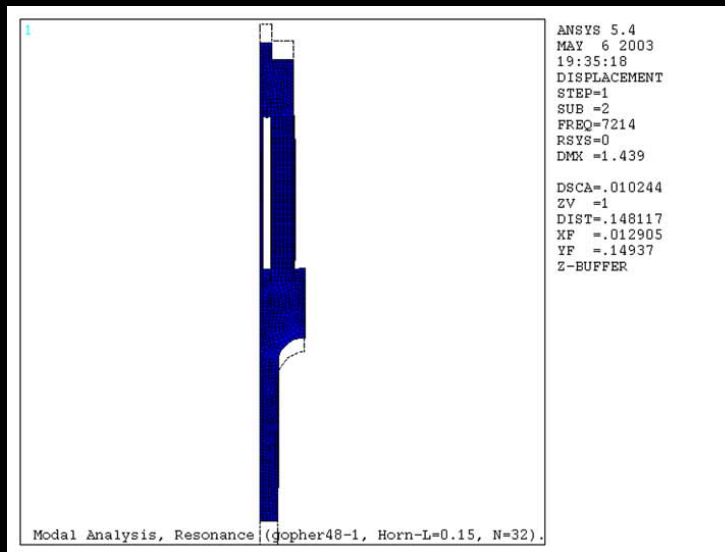 1
ANSYS 5.4
MAY 6 2003
19:35:18
DISPLACEMENT
STEP=1
SUB =2
FREQ=7214
RSYS=0
DMX =1.439
DSCA=.010244
ZV =1
DIST=.148117
XF =.012905
YF =.14937
Z-BUFFER
Modal Analysis, Resonance (gopher48-1, Horn-L=0.15, N=32).